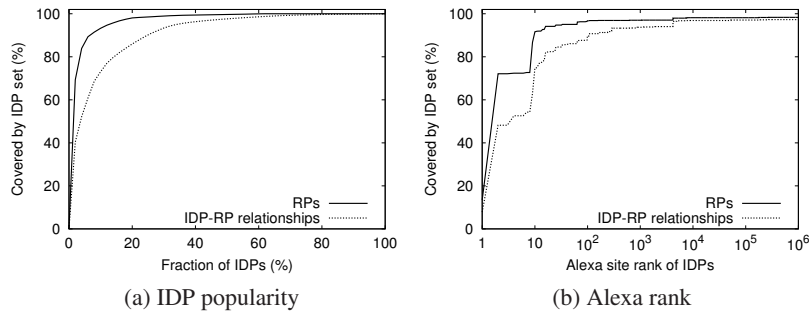 Covered by IDP set (%)
100
80
60
40
20
0
RPs
IDP-RP relationships
0 20 40 60 80 100
Fraction of IDPs (%)
(a) IDP popularity
Covered by IDP set (%)
100
80
60
40
20
0
RPs
IDP-RP relationships
1 10 10² 10³ 10⁴ 10⁵ 10⁶
Alexa site rank of IDPs
(b) Alexa rank